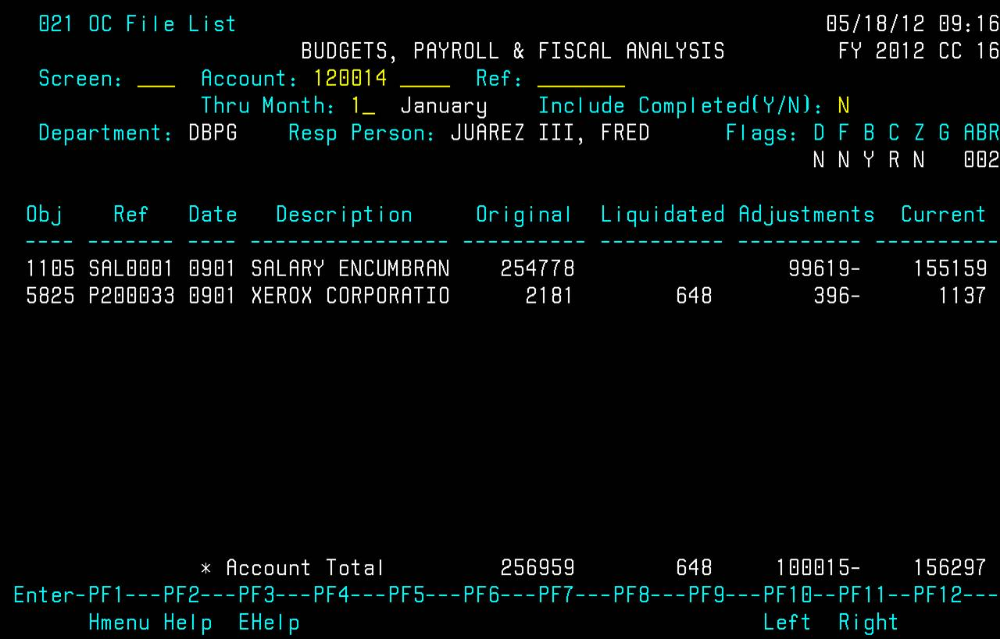 021 OC File List 05/18/12 09:16
BUDGETS, PAYROLL & FISCAL ANALYSIS FY 2012 CC 16
Screen: ___ Account: 120014 ____ Ref: _______
Thru Month: 1_ January Include Completed(Y/N): N
Department: DBPG Resp Person: JUAREZ III, FRED Flags: D F B C Z G ABR
N N Y R N 002
Obj Ref Date Description Original Liquidated Adjustments Current
---- ------- ---- ---------------- ---------- ---------- ---------- ----------
1105 SAL0001 0901 SALARY ENCUMBRAN 254778 99619- 155159
5825 P200033 0901 XEROX CORPORATIO 2181 648 396- 1137
* Account Total 256959 648 100015- 156297
Enter-PF1---PF2---PF3---PF4---PF5---PF6---PF7---PF8---PF9---PF10--PF11--PF12---
Hmenu Help EHelp Left Right